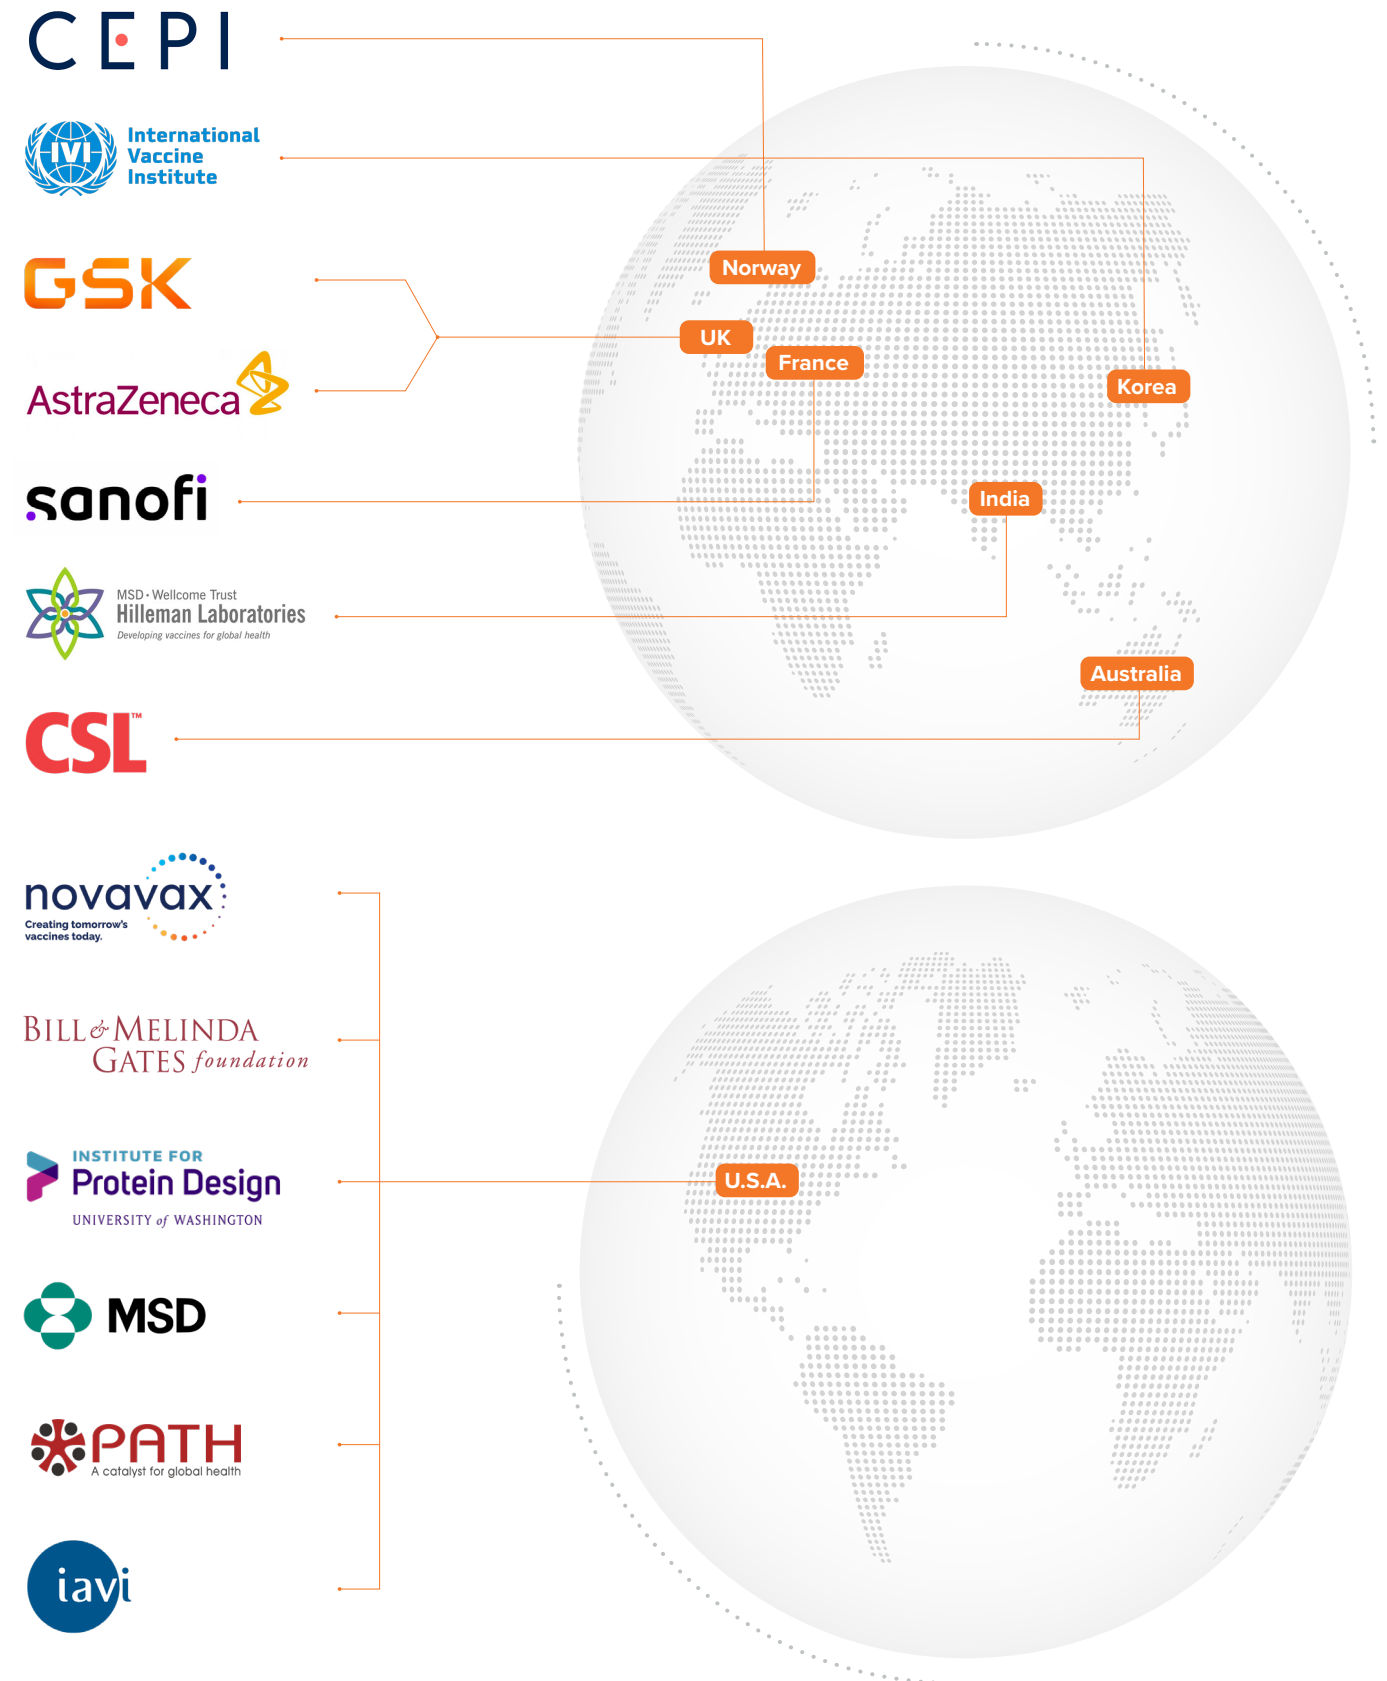 CEPI
IVI
International
Vaccine
Institute
Norway
GSK
UK
France
AstraZeneca
Korea
sanofi
India
MSD • Wellcome Trust
Hilleman Laboratories
Developing vaccines for global health
Australia
CSL™
novavax
Creating tomorrow's
vaccines today.
BILL & MELINDA
GATES foundation
INSTITUTE FOR
Protein Design
UNIVERSITY of WASHINGTON
U.S.A.
MSD
PATH
A catalyst for global health
iavi